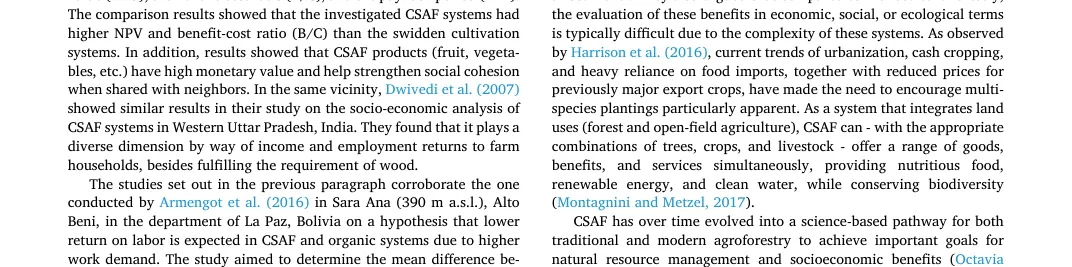 The comparison results showed that the investigated CSAF systems had
higher NPV and benefit-cost ratio (B/C) than the swidden cultivation
systems. In addition, results showed that CSAF products (fruit, vegeta-
bles, etc.) have high monetary value and help strengthen social cohesion
when shared with neighbors. In the same vicinity, Dwivedi et al. (2007)
showed similar results in their study on the socio-economic analysis of
CSAF systems in Western Uttar Pradesh, India. They found that it plays a
diverse dimension by way of income and employment returns to farm
households, besides fulfilling the requirement of wood.
The studies set out in the previous paragraph corroborate the one
conducted by Armengot et al. (2016) in Sara Ana (390 m a.s.l.), Alto
Beni, in the department of La Paz, Bolivia on a hypothesis that lower
return on labor is expected in CSAF and organic systems due to higher
work demand. The study aimed to determine the mean difference be-
the evaluation of these benefits in economic, social, or ecological terms
is typically difficult due to the complexity of these systems. As observed
by Harrison et al. (2016), current trends of urbanization, cash cropping,
and heavy reliance on food imports, together with reduced prices for
previously major export crops, have made the need to encourage multi-
species plantings particularly apparent. As a system that integrates land
uses (forest and open-field agriculture), CSAF can - with the appropriate
combinations of trees, crops, and livestock - offer a range of goods,
benefits, and services simultaneously, providing nutritious food,
renewable energy, and clean water, while conserving biodiversity
(Montagnini and Metzel, 2017).
CSAF has over time evolved into a science-based pathway for both
traditional and modern agroforestry to achieve important goals for
natural resource management and socioeconomic benefits (Octavia